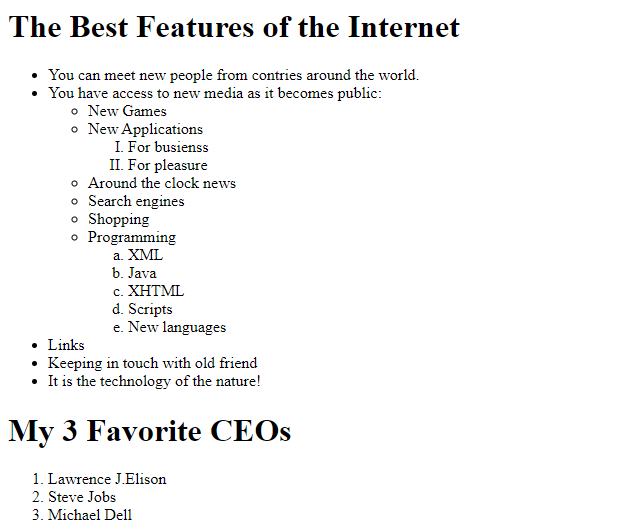 The Best Features of the Internet
• You can meet new people from contries around the world.
• You have access to new media as it becomes public:
○ New Games
○ New Applications
I. For busienss
II. For pleasure
○ Around the clock news
○ Search engines
○ Shopping
○ Programming
a. XML
b. Java
c. XHTML
d. Scripts
e. New languages
• Links
• Keeping in touch with old friend
• It is the technology of the nature!
My 3 Favorite CEOs
1. Lawrence J.Elison
2. Steve Jobs
3. Michael Dell